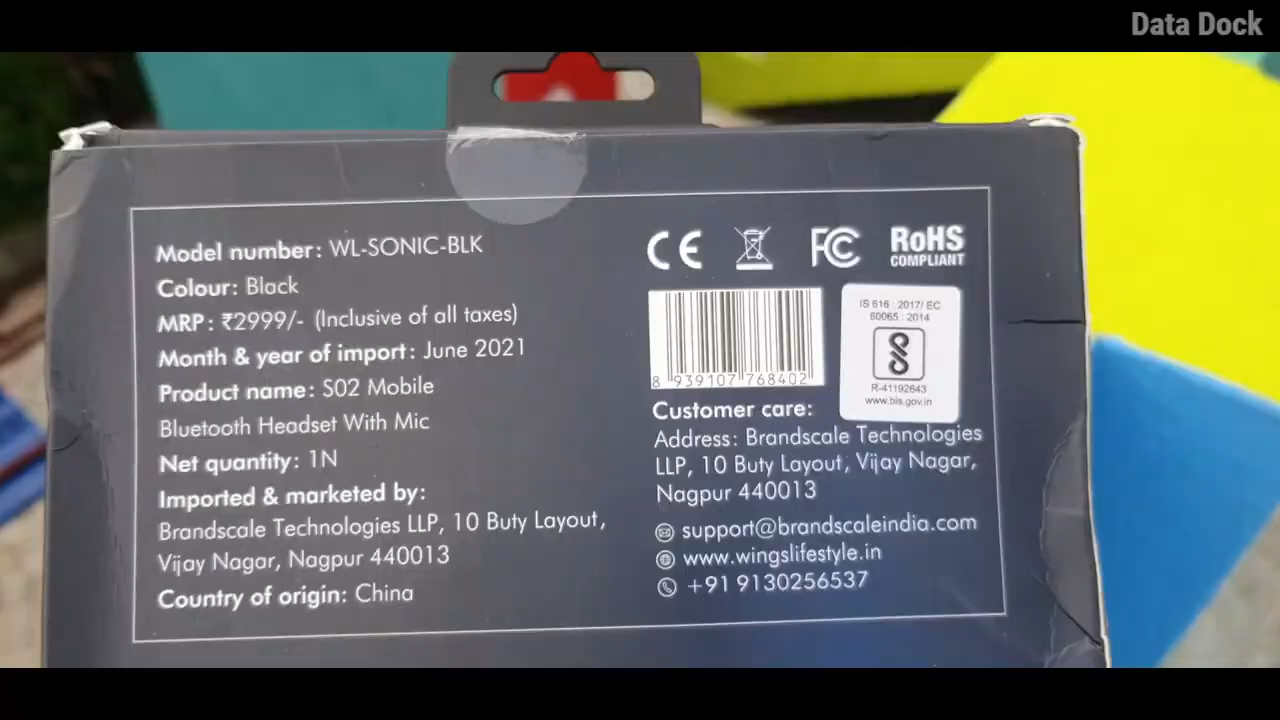 Data Dock
Model number: WL-SONIC-BLK
Colour: Black
MRP: ₹2999/- (Inclusive of all taxes)
Month & year of import: June 2021
Product name: S02 Mobile
Bluetooth Headset With Mic
Net quantity: 1N
Imported & marketed by:
Brandscale Technologies LLP, 10 Buty Layout,
Vijay Nagar, Nagpur 440013
Country of origin: China
CE
FC
RoHS
COMPLIANT
8 939107 768402
IS 616 : 2017/ EC
60065 : 2014
R-41192643
www.bis.gov.in
Customer care:
Address: Brandscale Technologies
LLP, 10 Buty Layout, Vijay Nagar,
Nagpur 440013
support@brandscaleindia.com
www.wingslifestyle.in
+91 9130256537